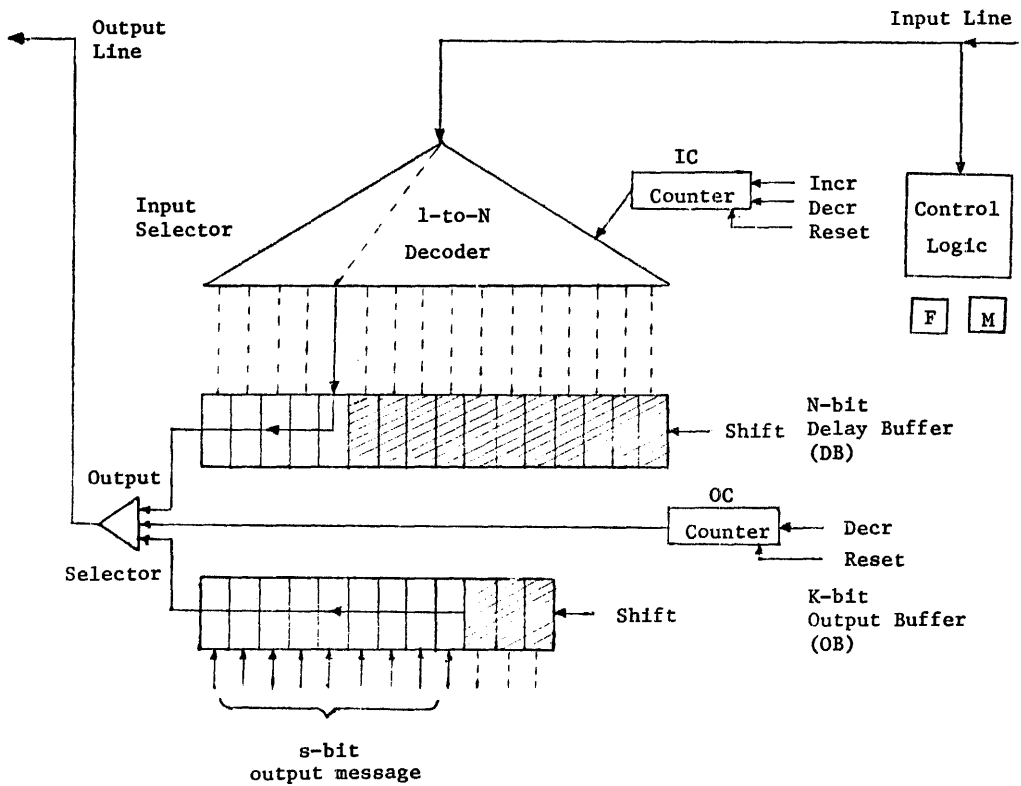 Output
Line
Input Line
IC
Counter
Incr
Decr
Reset
Input
Selector
1-to-N
Decoder
Control
Logic
F
M
N-bit
Shift Delay Buffer
(DB)
Output
OC
Counter
Decr
Reset
Selector
Shift
K-bit
Output Buffer
(OB)
s-bit
output message